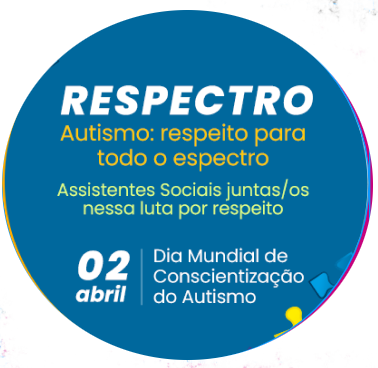 RESPECTRO
Autismo: respeito para
todo o espectro
Assistentes Sociais juntas/os
nessa luta por respeito
02
abril
Dia Mundial de
Conscientização
do Autismo